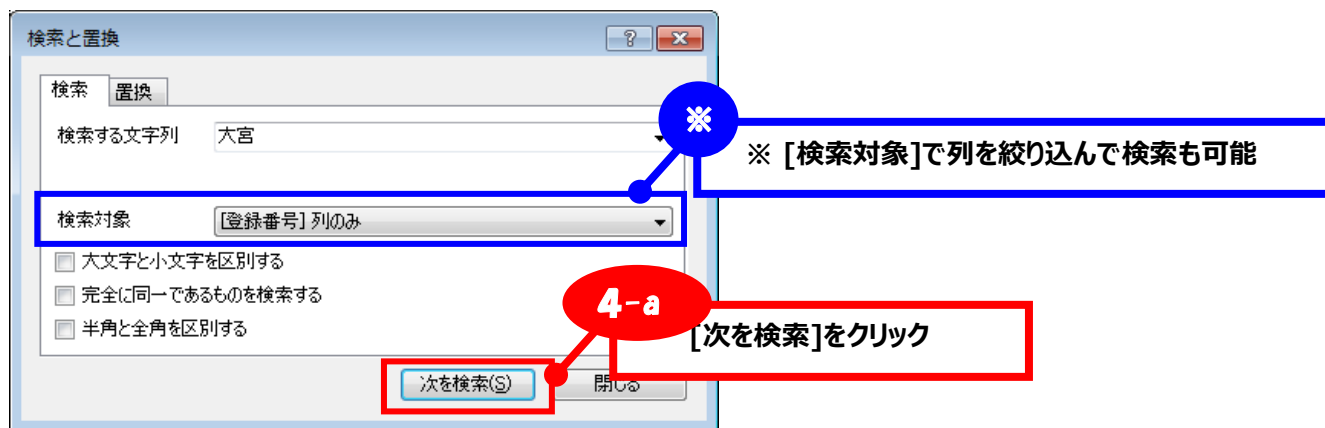 検索と置換
検索 置換
検索する文字列 大宮
※
※ [検索対象]で列を絞り込んで検索も可能
検索対象 [登録番号] 列のみ
大文字と小文字を区別する
完全に同一であるものを検索する
半角と全角を区別する
4-a
[次を検索]をクリック
次を検索(S) 閉じる